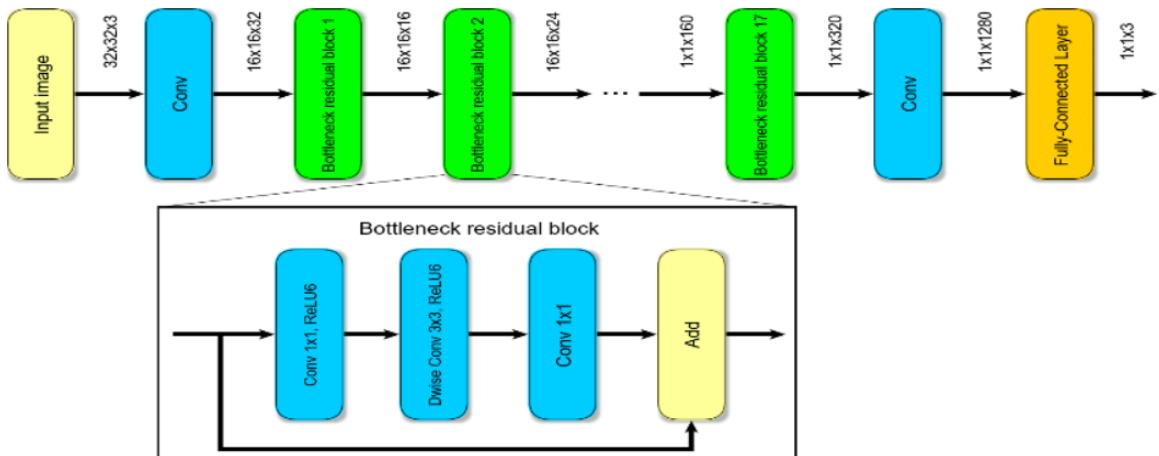 Input image
32x32x3
Conv
16x16x32
Bottleneck residual block 1
16x16x16
Bottleneck residual block 2
16x16x24
...
1x1x160
Bottleneck residual block 17
1x1x320
Conv
1x1x1280
Fully-Connected Layer
1x1x3
Bottleneck residual block
Conv 1x1, ReLU6
Dwise Conv 3x3, ReLU6
Conv 1x1
Add